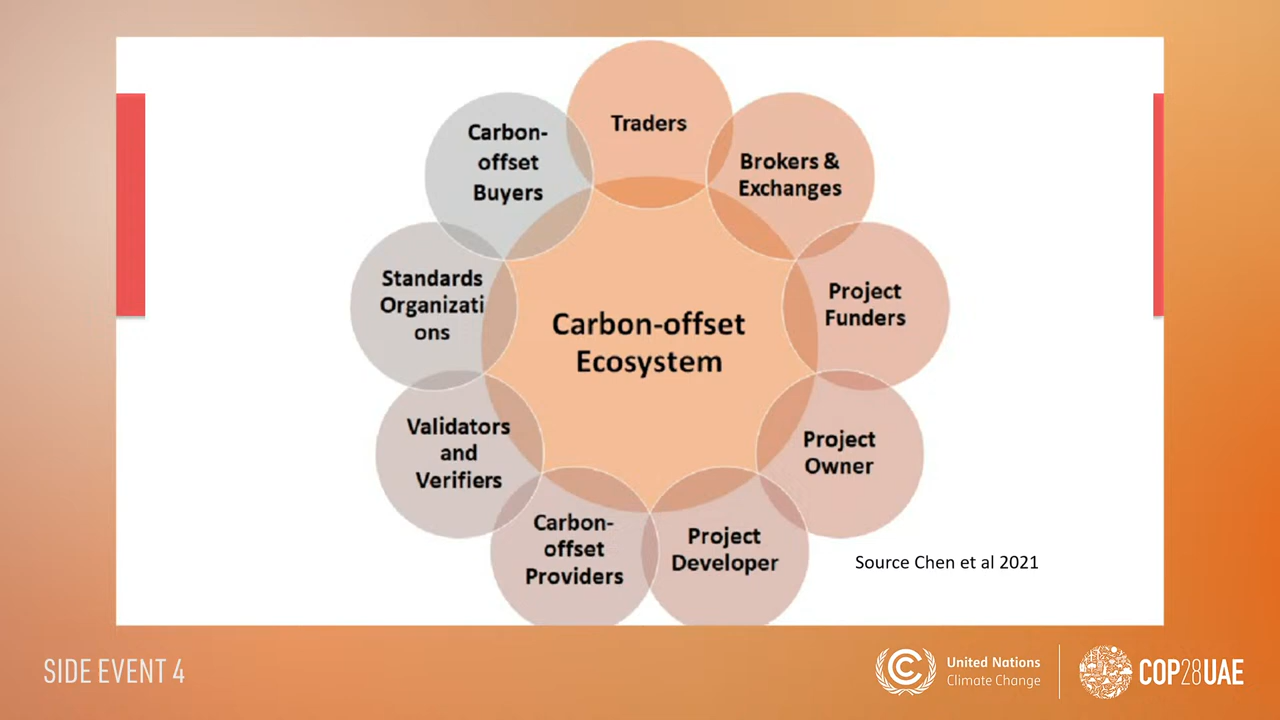 Traders
Brokers &
Exchanges
Project
Funders
Project
Owner
Project
Developer
Carbon-
offset
Providers
Validators
and
Verifiers
Standards
Organizati
ons
Carbon-
offset
Buyers
Carbon-offset
Ecosystem
Source Chen et al 2021
SIDE EVENT 4
United Nations
Climate Change
COP28UAE